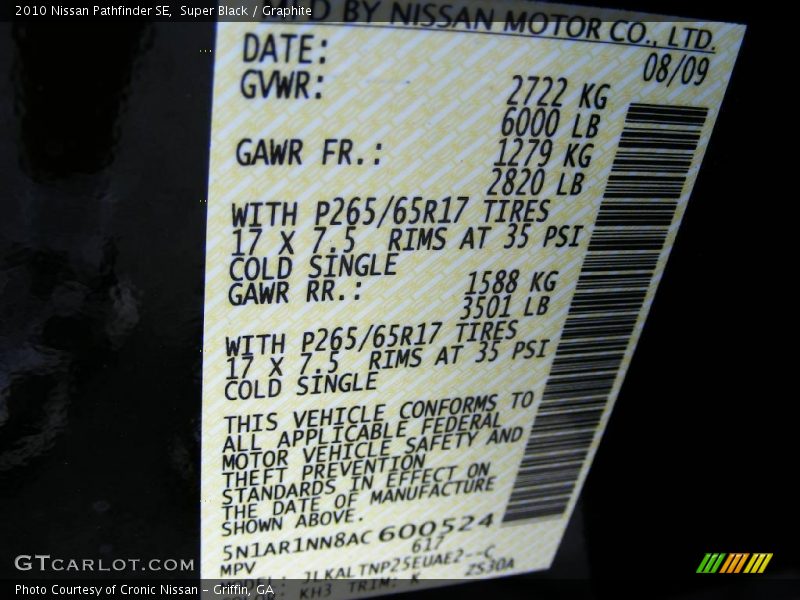 2010 Nissan Pathfinder SE, Super Black / Graphite
D BY NISSAN MOTOR CO., LTD.
DATE: 08/09
GVWR: 2722 KG
6000 LB
GAWR FR.: 1279 KG
2820 LB
WITH P265/65R17 TIRES
17 X 7.5 RIMS AT 35 PSI
COLD SINGLE
GAWR RR.: 1588 KG
3501 LB
WITH P265/65R17 TIRES
17 X 7.5 RIMS AT 35 PSI
COLD SINGLE
THIS VEHICLE CONFORMS TO
ALL APPLICABLE FEDERAL
MOTOR VEHICLE SAFETY AND
THEFT PREVENTION
STANDARDS IN EFFECT ON
THE DATE OF MANUFACTURE
SHOWN ABOVE.
5N1AR1NN8AC600524
MPV 617
MODEL: JLKALTNP25EUAE2--C
KH3 TRIM: K ZS30A
GTCARLOT.COM
Photo Courtesy of Cronic Nissan - Griffin, GA